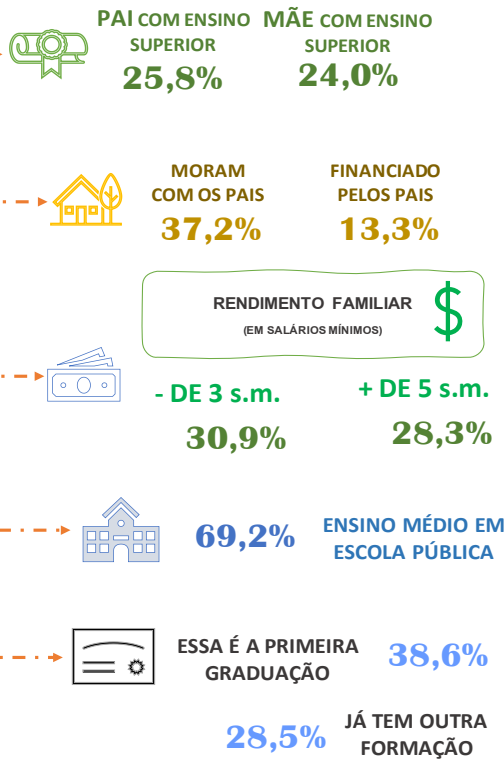 PAI COM ENSINO SUPERIOR
25,8%
MÃE COM ENSINO SUPERIOR
24,0%
MORAM
COM OS PAIS
37,2%
FINANCIADO
PELOS PAIS
13,3%
RENDIMENTO FAMILIAR
(EM SALÁRIOS MÍNIMOS)
$
- DE 3 s.m.
30,9%
+ DE 5 s.m.
28,3%
69,2%
ENSINO MÉDIO EM
ESCOLA PÚBLICA
ESSA É A PRIMEIRA
GRADUAÇÃO
38,6%
28,5%
JÁ TEM OUTRA
FORMAÇÃO